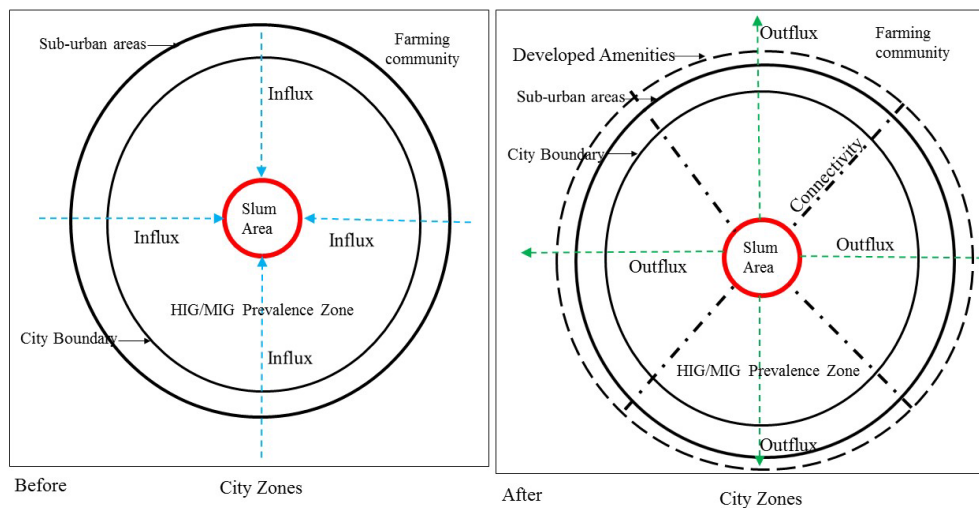 Sub-urban areas
Farming
community
Influx
Slum
Area
Influx
Influx
HIG/MIG Prevalence Zone
City Boundary
Influx
Before
City Zones
Outflux
Farming
community
Developed Amenities
Sub-urban areas
City Boundary
Connectivity
Slum
Area
Outflux
Outflux
HIG/MIG Prevalence Zone
Outflux
After
City Zones